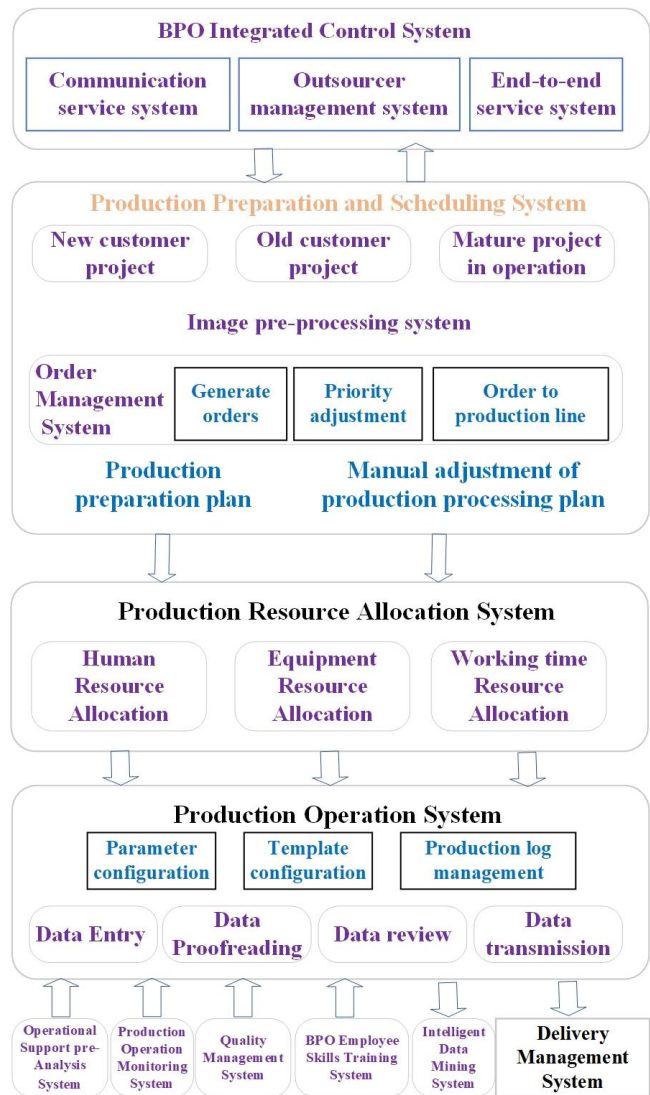 BPO Integrated Control System
Communication
service system
Outsourcer
management system
End-to-end
service system
Production Preparation and Scheduling System
New customer
project
Old customer
project
Mature project
in operation
Image pre-processing system
Order
Management
System
Generate
orders
Priority
adjustment
Order to
production line
Production
preparation plan
Manual adjustment of
production processing plan
Production Resource Allocation System
Human
Resource
Allocation
Equipment
Resource
Allocation
Working time
Resource
Allocation
Production Operation System
Parameter
configuration
Template
configuration
Production log
management
Data Entry
Data
Proofreading
Data review
Data
transmission
Operational
Support pre-
Analysis
System
Production
Operation
Monitoring
System
Quality
Management
System
BPO Employee
Skills Training
System
Intelligent
Data
Mining
System
Delivery
Management
System